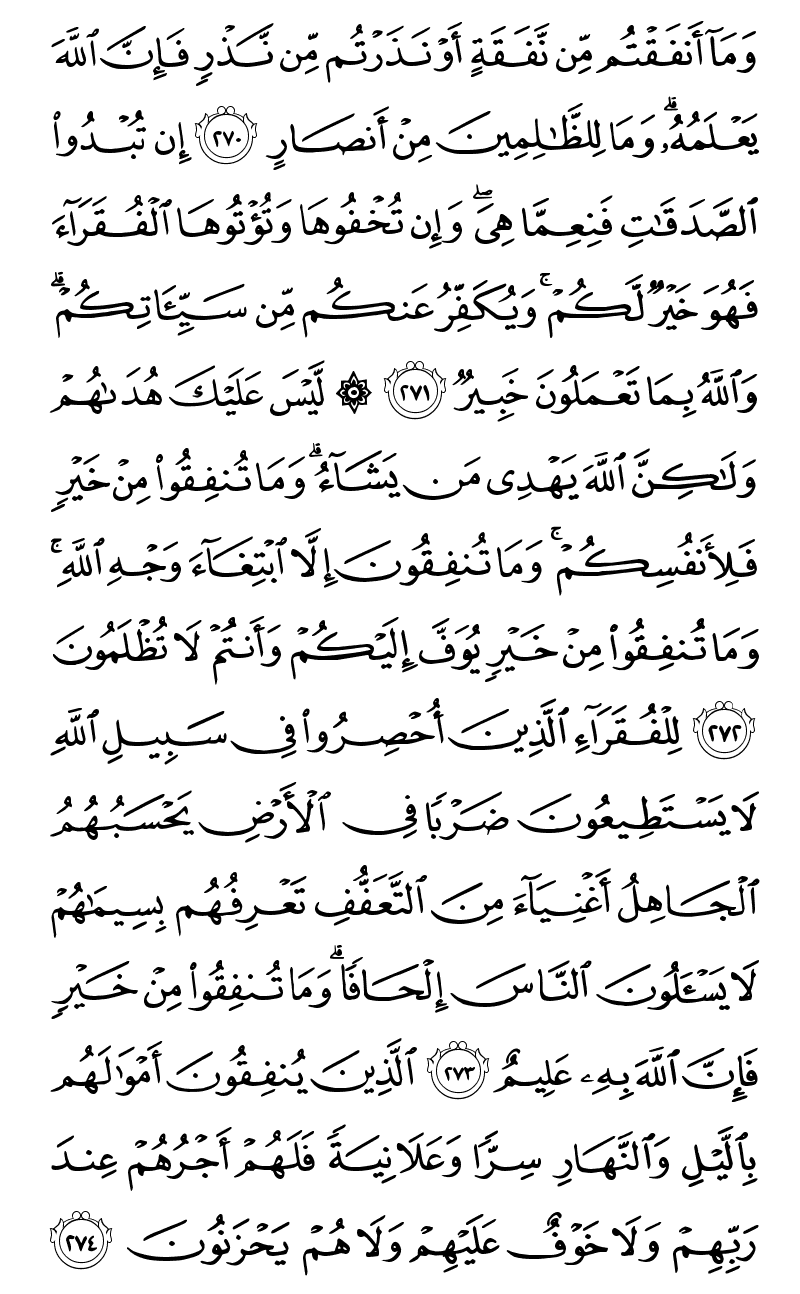 وَمَآ أَنفَقْتُم مِّن نَّفَقَةٍ أَوْ نَذَرْتُم مِّن نَّذْرٍ فَإِنَّ ٱللَّهَ
يَعْلَمُهُۥ ۗ وَمَا لِلظَّـٰلِمِينَ مِنْ أَنصَارٍ ٢٧٠ إِن تُبْدُوا۟
ٱلصَّدَقَـٰتِ فَنِعِمَّا هِىَ ۖ وَإِن تُخْفُوهَا وَتُؤْتُوهَا ٱلْفُقَرَآءَ
فَهُوَ خَيْرٌ لَّكُمْ ۚ وَيُكَفِّرُ عَنكُم مِّن سَيِّـَٔاتِكُمْ ۗ
وَٱللَّهُ بِمَا تَعْمَلُونَ خَبِيرٌ ٢٧١ ۞ لَّيْسَ عَلَيْكَ هُدَىٰهُمْ
وَلَـٰكِنَّ ٱللَّهَ يَهْدِى مَن يَشَآءُ ۗ وَمَا تُنفِقُوا۟ مِنْ خَيْرٍ
فَلِأَنفُسِكُمْ ۚ وَمَا تُنفِقُونَ إِلَّا ٱبْتِغَآءَ وَجْهِ ٱللَّهِ ۚ
وَمَا تُنفِقُوا۟ مِنْ خَيْرٍ يُوَفَّ إِلَيْكُمْ وَأَنتُمْ لَا تُظْلَمُونَ
٢٧٢ لِلْفُقَرَآءِ ٱلَّذِينَ أُحْصِرُوا۟ فِى سَبِيلِ ٱللَّهِ
لَا يَسْتَطِيعُونَ ضَرْبًا فِى ٱلْأَرْضِ يَحْسَبُهُمُ
ٱلْجَاهِلُ أَغْنِيَآءَ مِنَ ٱلتَّعَفُّفِ تَعْرِفُهُم بِسِيمَـٰهُمْ
لَا يَسْـَٔلُونَ ٱلنَّاسَ إِلْحَافًا ۗ وَمَا تُنفِقُوا۟ مِنْ خَيْرٍ
فَإِنَّ ٱللَّهَ بِهِۦ عَلِيمٌ ٢٧٣ ٱلَّذِينَ يُنفِقُونَ أَمْوَٰلَهُم
بِٱلَّيْلِ وَٱلنَّهَارِ سِرًّا وَعَلَانِيَةً فَلَهُمْ أَجْرُهُمْ عِندَ
رَبِّهِمْ وَلَا خَوْفٌ عَلَيْهِمْ وَلَا هُمْ يَحْزَنُونَ ٢٧٤